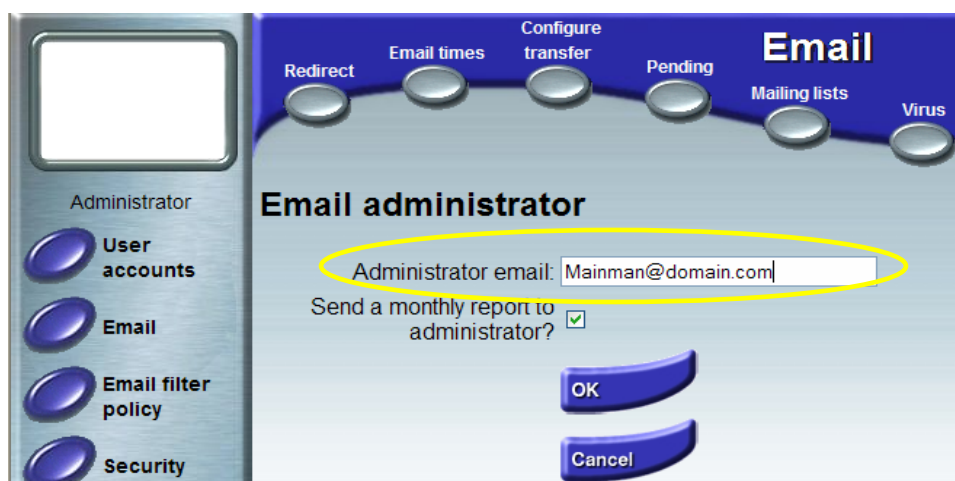 Redirect
Email times
Configure
transfer
Pending
Email
Mailing lists
Virus
Administrator
User
accounts
Email
Email filter
policy
Security
Email administrator
Administrator email: Mainman@domain.com
Send a monthly report to
administrator?
OK
Cancel